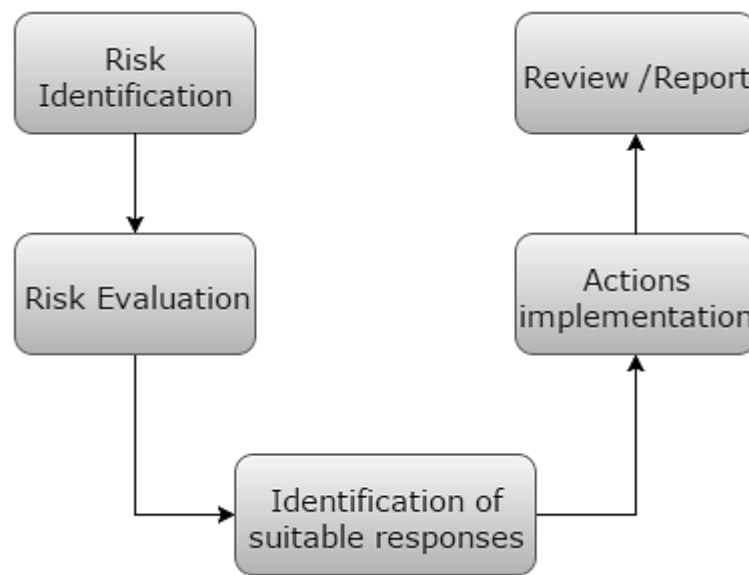 Risk
Identification
Risk Evaluation
Identification of
suitable responses
Actions
implementation
Review /Report